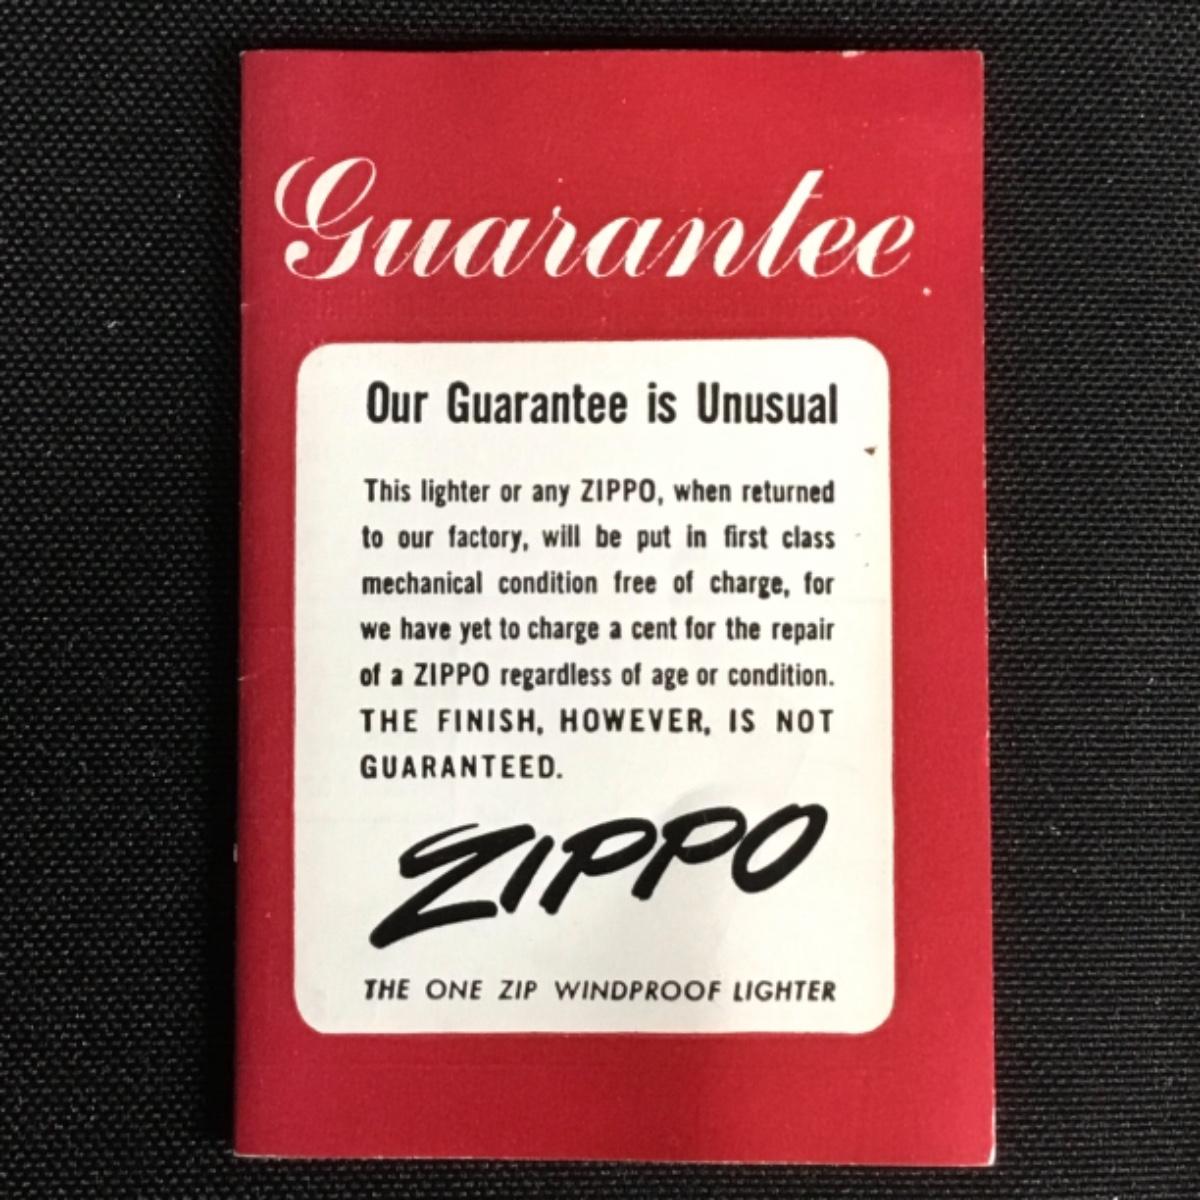 Guarantee
Our Guarantee is Unusual
This lighter or any ZIPPO, when returned
to our factory, will be put in first class
mechanical condition free of charge, for
we have yet to charge a cent for the repair
of a ZIPPO regardless of age or condition.
THE FINISH, HOWEVER, IS NOT
GUARANTEED.
ZIPPO
THE ONE ZIP WINDPROOF LIGHTER